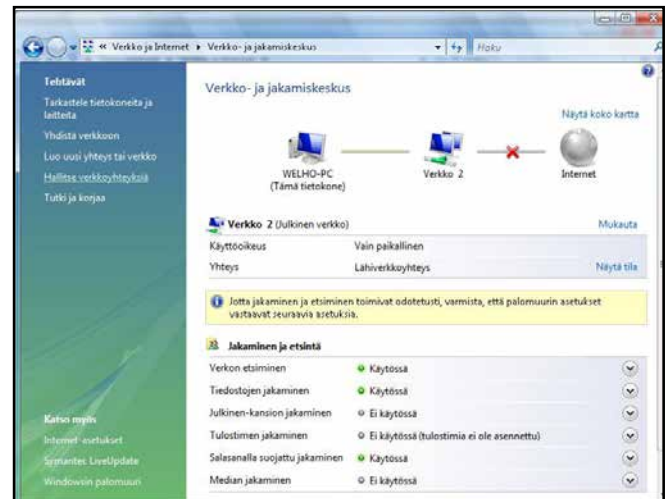 « Verkko ja Internet ▸ Verkko- ja jakamiskeskus
Haku
Tehtävät
Tarkastele tietokoneita ja
laitteita
Yhdistä verkkoon
Luo uusi yhteys tai verkko
Hallitse verkkoyhteyksiä
Tutki ja korjaa
Katso myös
Internet-asetukset
Symantec LiveUpdate
Windowsin palomuuri
Verkko- ja jakamiskeskus
Näytä koko kartta
WELHO-PC
(Tämä tietokone)
Verkko 2
Internet
Verkko 2 (Julkinen verkko)
Mukauta
Käyttöoikeus Vain paikallinen
Yhteys Lähiverkkoyhteys Näytä tila
Jotta jakaminen ja etsiminen toimivat odotetusti, varmista, että palomuurin asetukset
vastaavat seuraavia asetuksia.
Jakaminen ja etsintä
Verkon etsiminen Käytössä
Tiedostojen jakaminen Käytössä
Julkinen-kansion jakaminen Ei käytössä
Tulostimen jakaminen Ei käytössä (tulostimia ei ole asennettu)
Salasanalla suojattu jakaminen Käytössä
Median jakaminen Ei käytössä